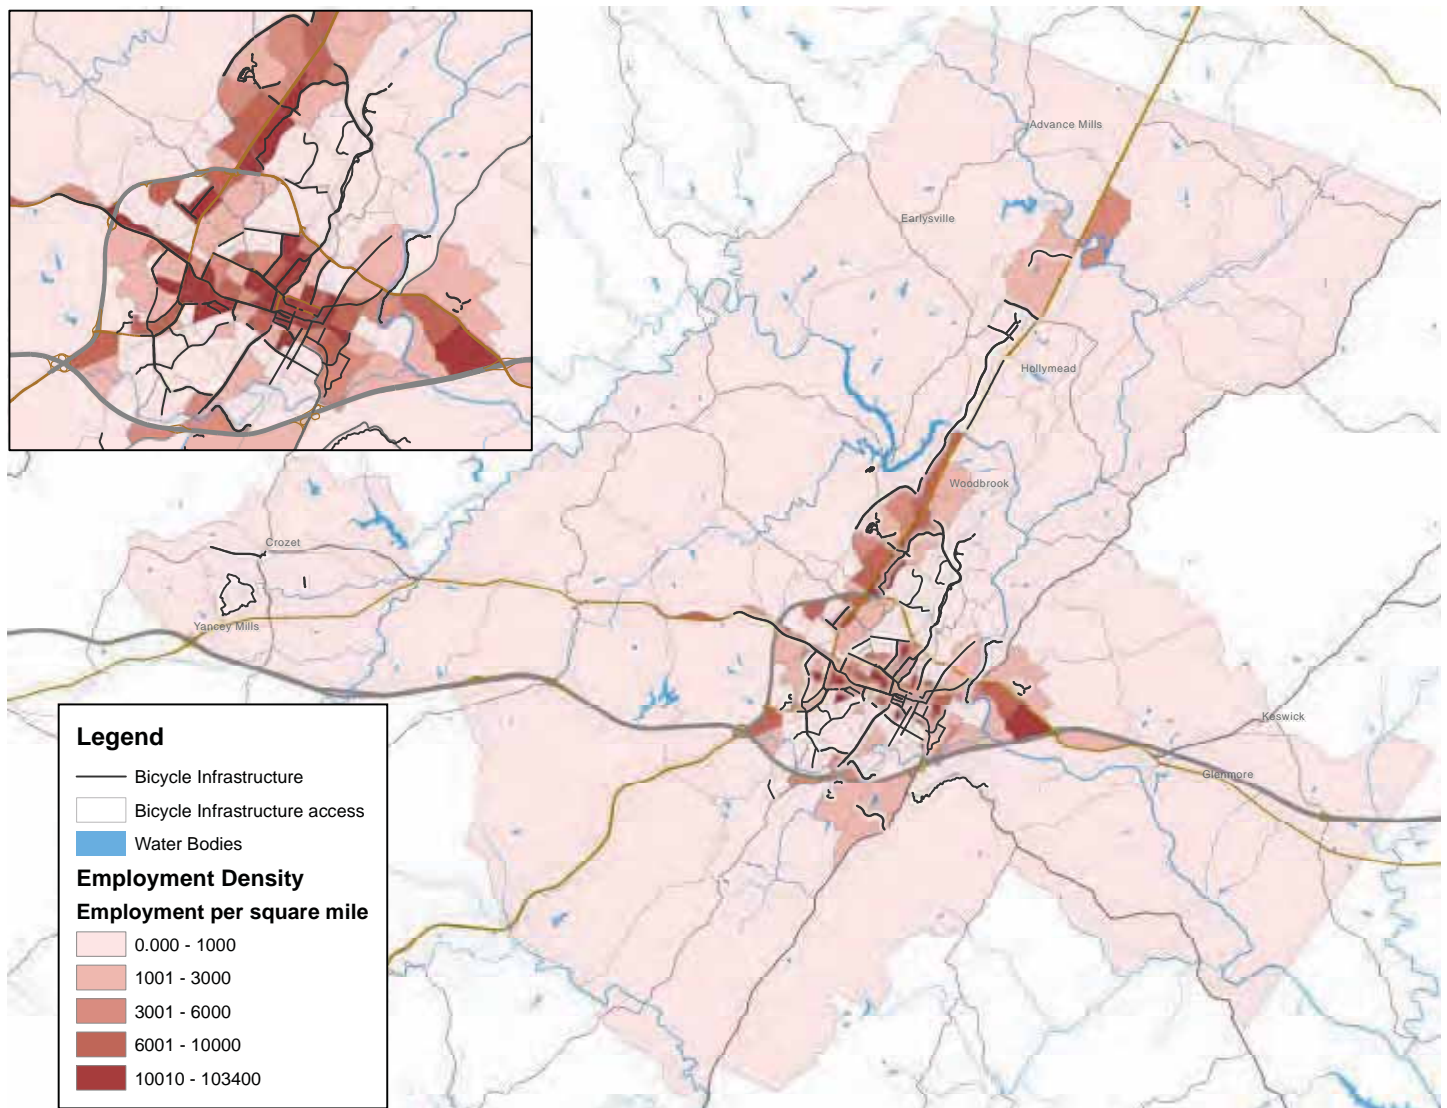 Advance Mills
Earlysville
Hollymead
Woodbrook
Crozet
Yancey Mills
Keswick
Glenmore
Legend
Bicycle Infrastructure
Bicycle Infrastructure access
Water Bodies
Employment Density
Employment per square mile
0.000 - 1000
1001 - 3000
3001 - 6000
6001 - 10000
10010 - 103400